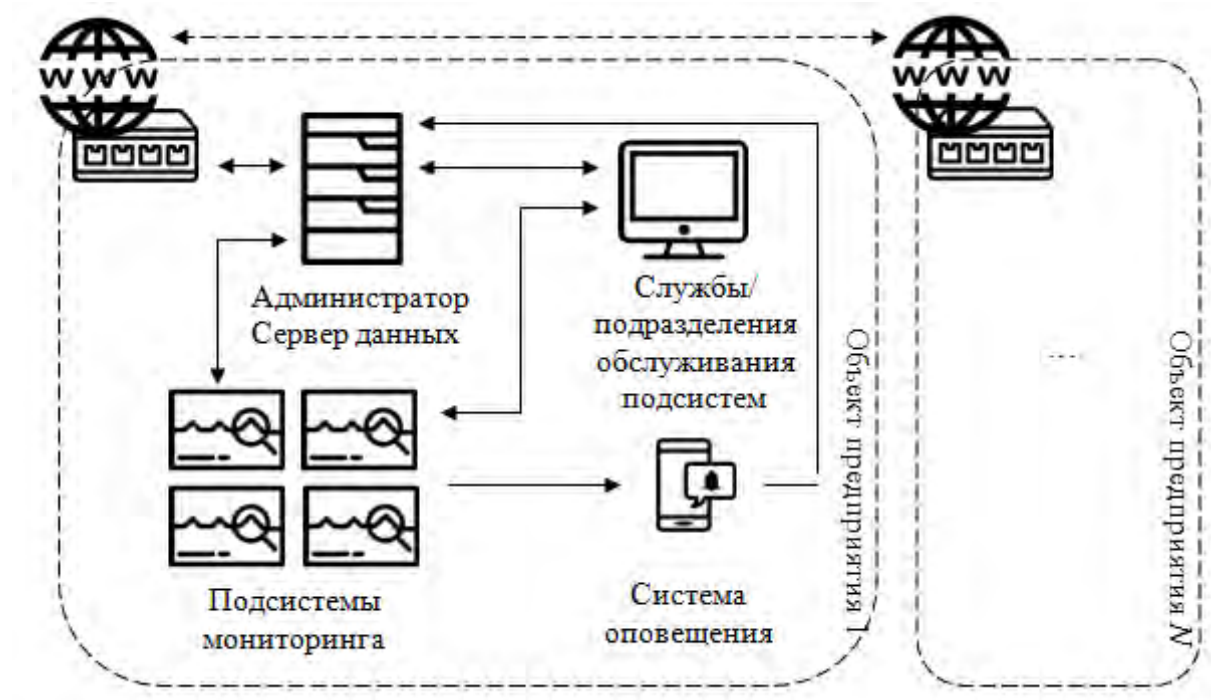 WWW
WWW
Администратор
Сервер данных
Службы/
подразделения
обслуживания
подсистем
Подсистемы
мониторинга
Система
оповещения
Объект предприятия 1
....
Объект предприятия N